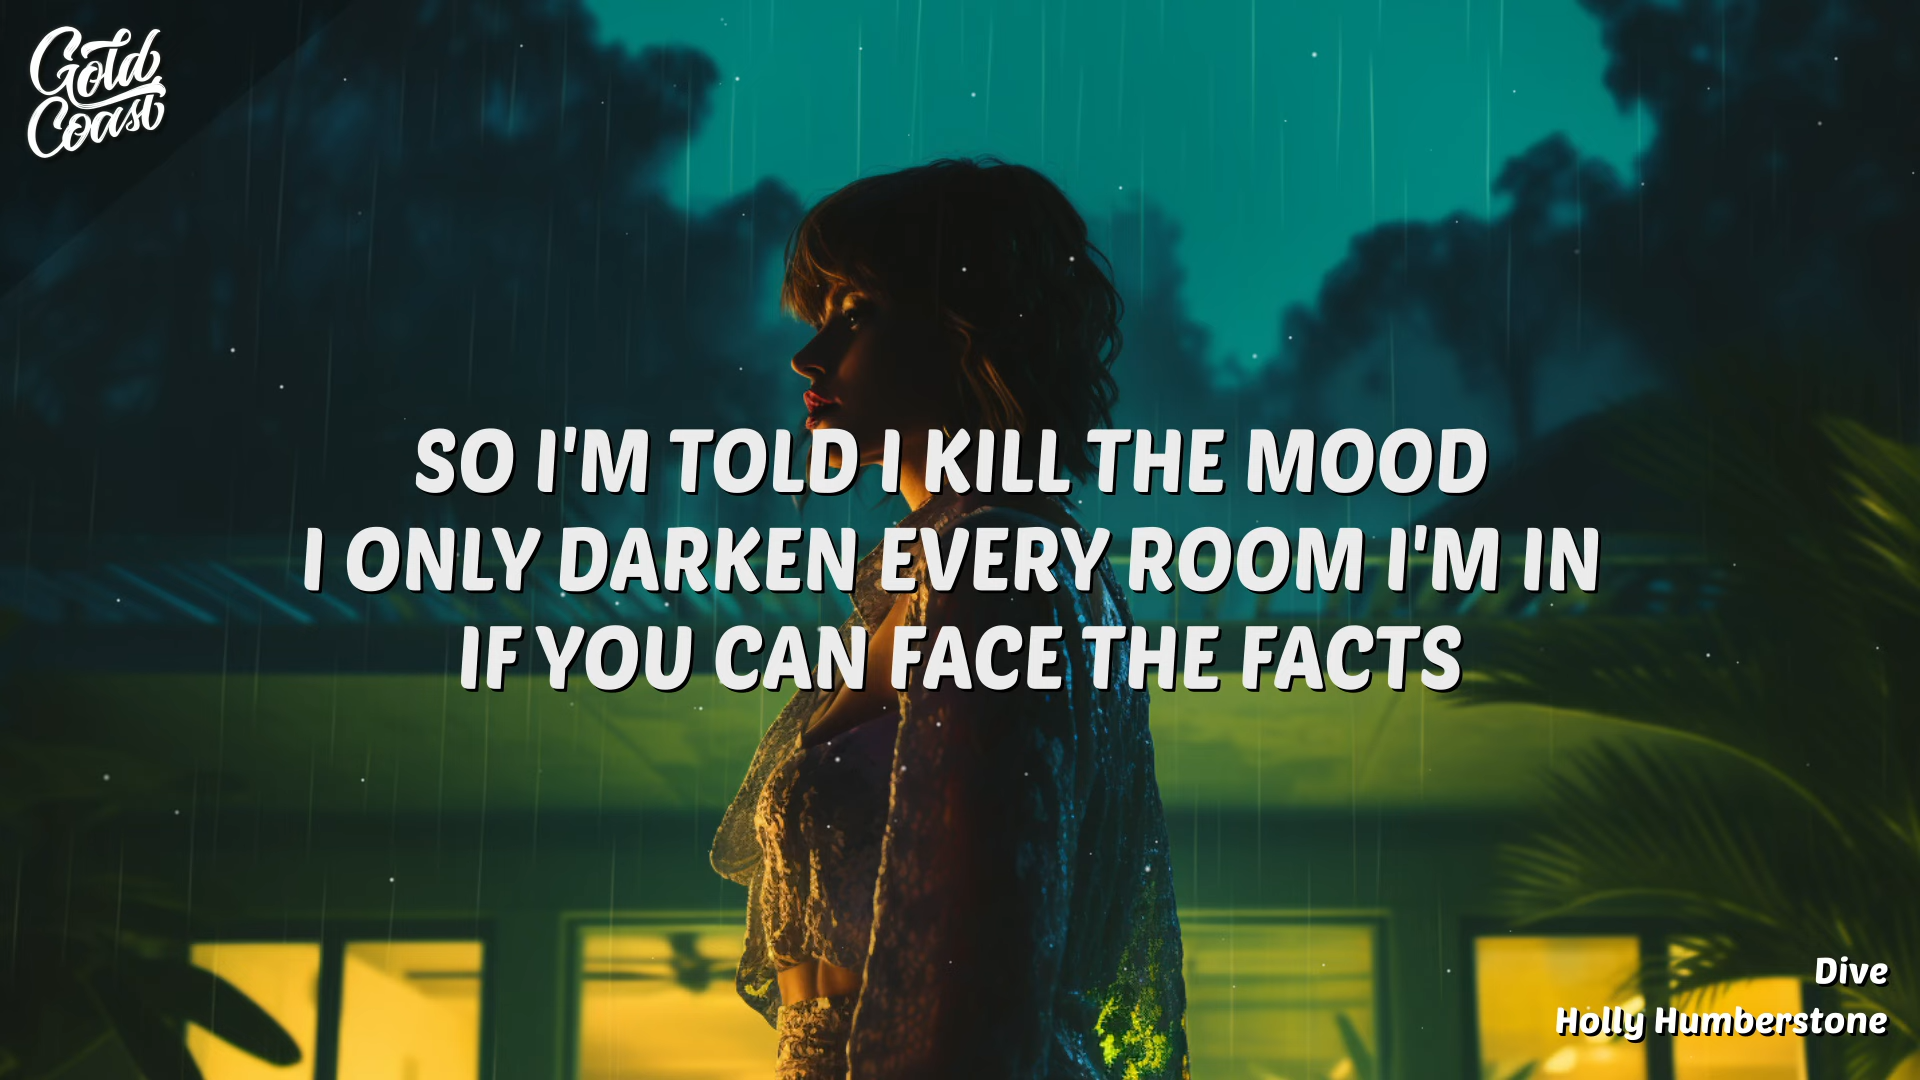 Gold
Coast
SO I'M TOLD I KILL THE MOOD
I ONLY DARKEN EVERY ROOM I'M IN
IF YOU CAN FACE THE FACTS
Dive
Holly Humberstone